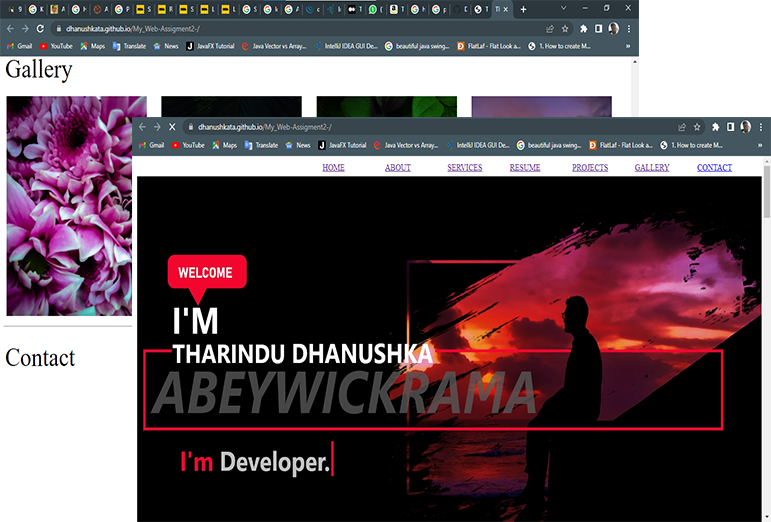 dhanushkata.github.io/My_Web-Assigment2-/
Gmail YouTube Maps Translate News JavaFX Tutorial Java Vector vs Array... IntelliJ IDEA GUI De... beautiful java swing... FlatLaf - Flat Look a... 1. How to create M...
Gallery
dhanushkata.github.io/My_Web-Assigment2-/
Gmail YouTube Maps Translate News JavaFX Tutorial Java Vector vs Array... IntelliJ IDEA GUI De... beautiful java swing... FlatLaf - Flat Look a... 1. How to create M...
HOME ABOUT SERVICES RESUME PROJECTS GALLERY CONTACT
WELCOME
I'M
THARINDU DHANUSHKA
ABEYWICKRAMA
I'm Developer.
Contact